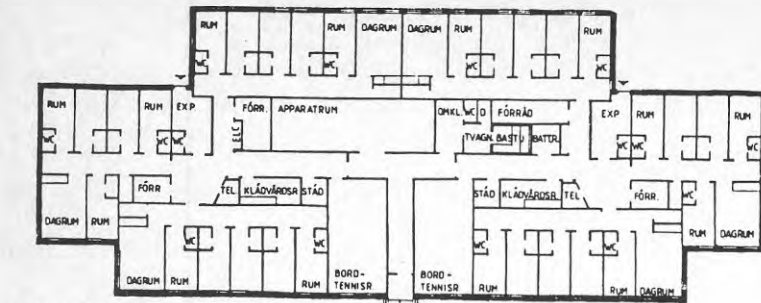 RUM RUM DAGRUM DAGRUM RUM RUM
WC WC WC WC
RUM RUM EXP EXP RUM RUM
FÖRR. APPARATRUM OMKL. WC D FÖRRÅD
ELC TVAGN. BASTU BATTR.
WC WC WC WC WC WC
FÖRR TEL KLÄDVÅRDSR STÄD STÄD KLÄDVÅRDSR TEL FÖRR. WC
DAGRUM RUM RUM DAGRUM
WC WC WC WC
DAGRUM RUM RUM BORD- BORD- RUM RUM DAGRUM
TENNISR TENNISR